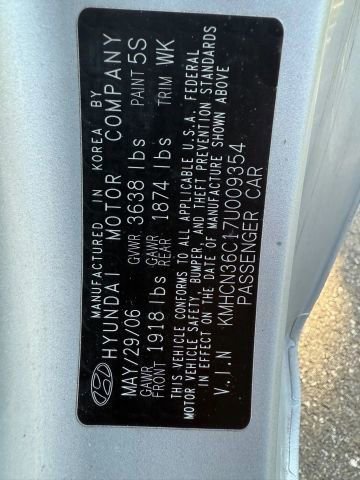 MANUFACTURED IN KOREA BY
HYUNDAI MOTOR COMPANY
MAY/29/06 GVWR 3638 lbs PAINT 5S
GAWR FRONT 1918 lbs GAWR REAR 1874 lbs TRIM WK
THIS VEHICLE CONFORMS TO ALL APPLICABLE U.S.A. FEDERAL
MOTOR VEHICLE SAFETY, BUMPER, AND THEFT PREVENTION STANDARDS
IN EFFECT ON THE DATE OF MANUFACTURE SHOWN ABOVE
V.I.N KMHCN36C17U009354
PASSENGER CAR